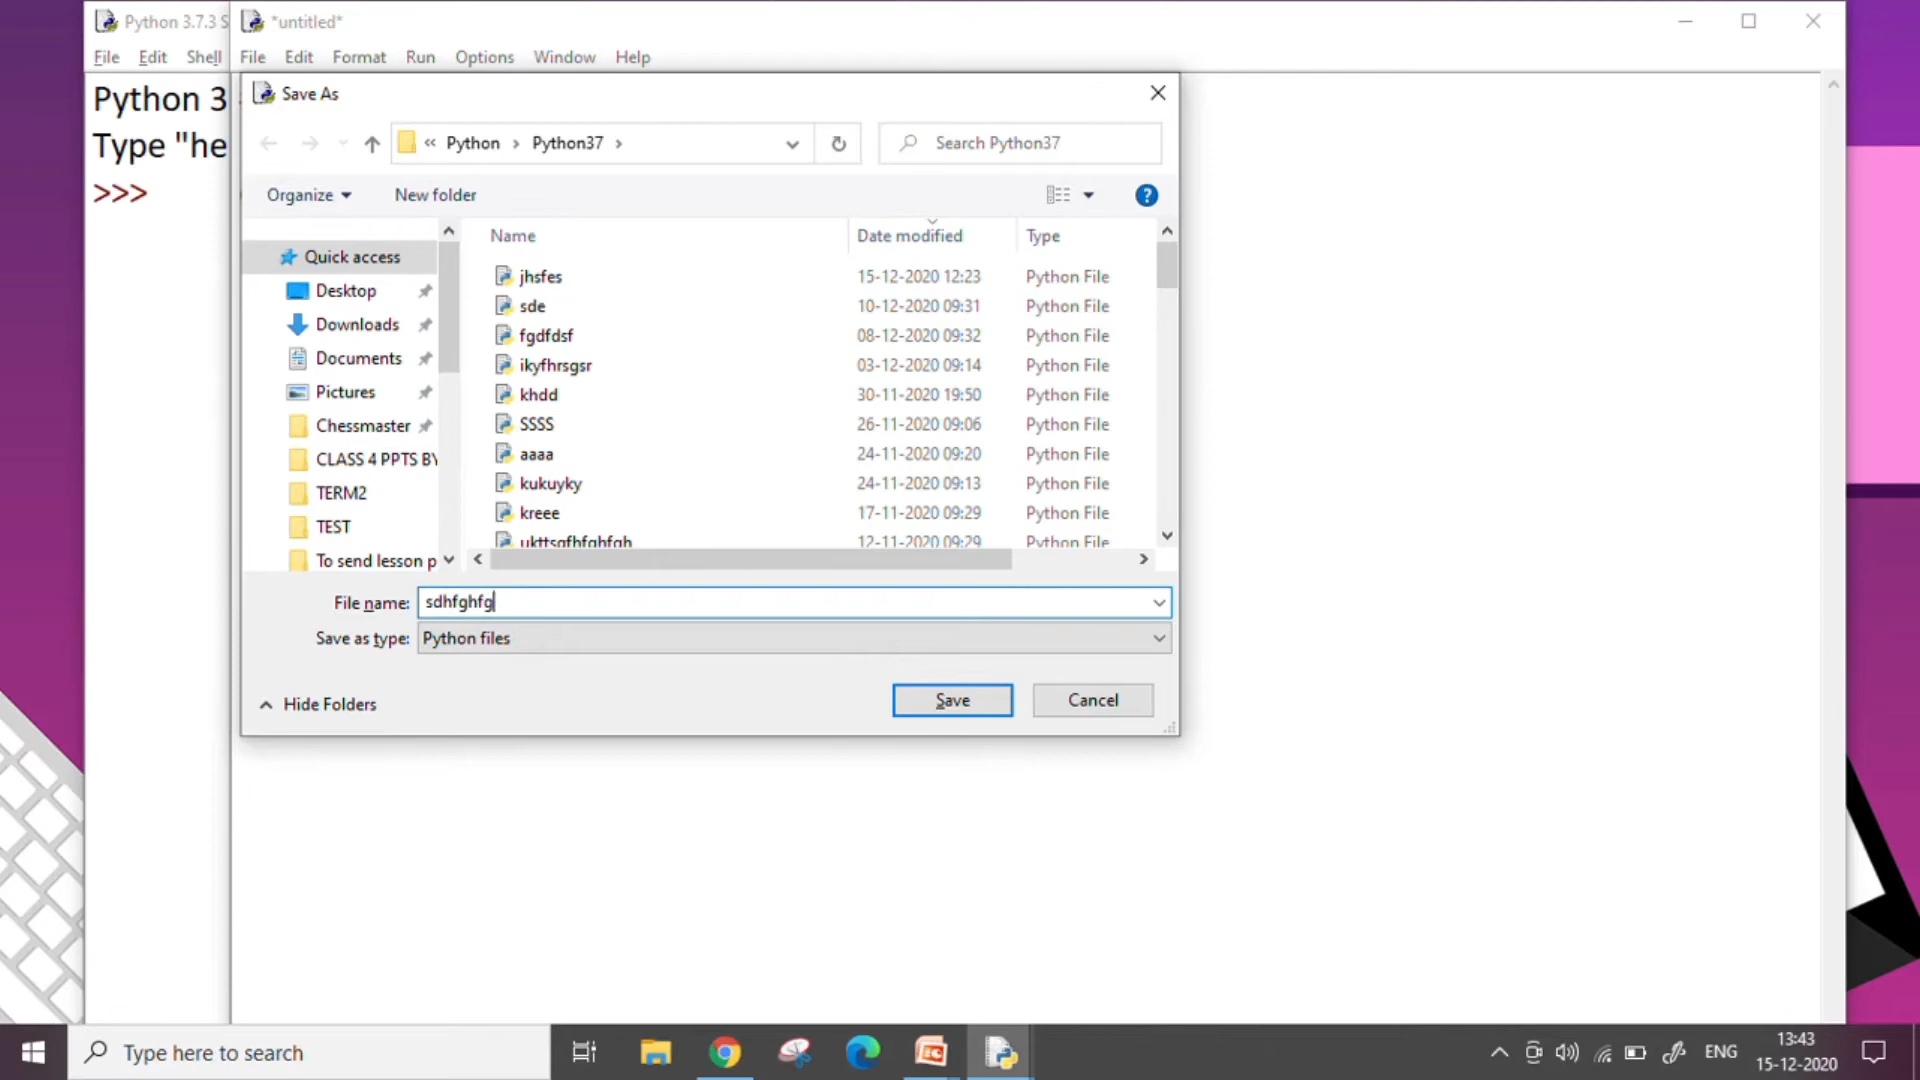 Python 3.7.3 S
*untitled*
File Edit Shell
File Edit Format Run Options Window Help
Python 3
Type "he
>>>
Save As
« Python › Python37 ›
Search Python37
Organize
New folder
Name Date modified Type
Quick access
Desktop
Downloads
Documents
Pictures
Chessmaster
CLASS 4 PPTS BY
TERM2
TEST
To send lesson p
jhsfes 15-12-2020 12:23 Python File
sde 10-12-2020 09:31 Python File
fgdfdsf 08-12-2020 09:32 Python File
ikyfhrsgsr 03-12-2020 09:14 Python File
khdd 30-11-2020 19:50 Python File
SSSS 26-11-2020 09:06 Python File
aaaa 24-11-2020 09:20 Python File
kukuyky 24-11-2020 09:13 Python File
kreee 17-11-2020 09:29 Python File
12-11-2020 09:29 Python File
File name: sdhfghfg
Save as type: Python files
Hide Folders
Save
Cancel
Type here to search
ENG
13:43
15-12-2020